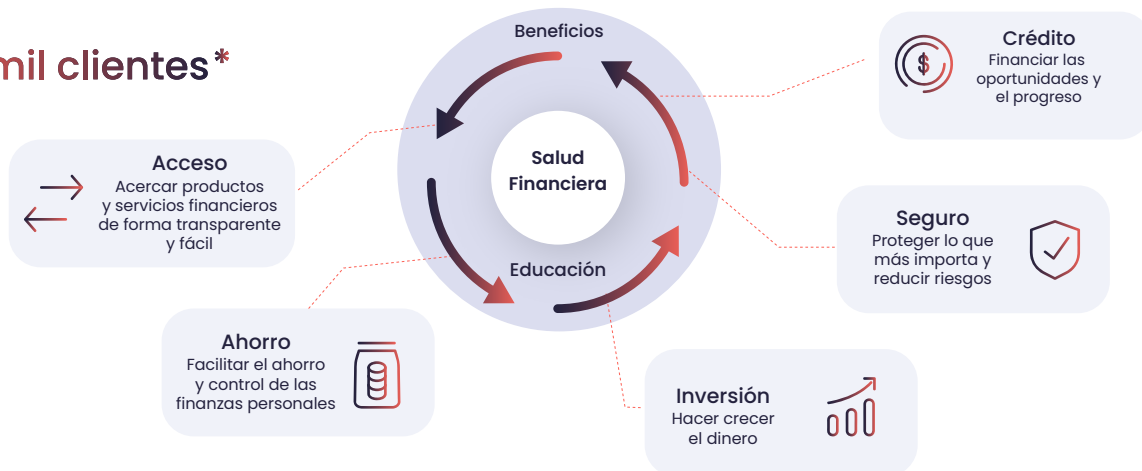 mil clientes*
Beneficios
Salud
Financiera
Educación
Crédito
Financiar las
oportunidades y
el progreso
Acceso
Acercar productos
y servicios financieros
de forma transparente
y fácil
Seguro
Proteger lo que
más importa y
reducir riesgos
Ahorro
Facilitar el ahorro
y control de las
finanzas personales
Inversión
Hacer crecer
el dinero
$